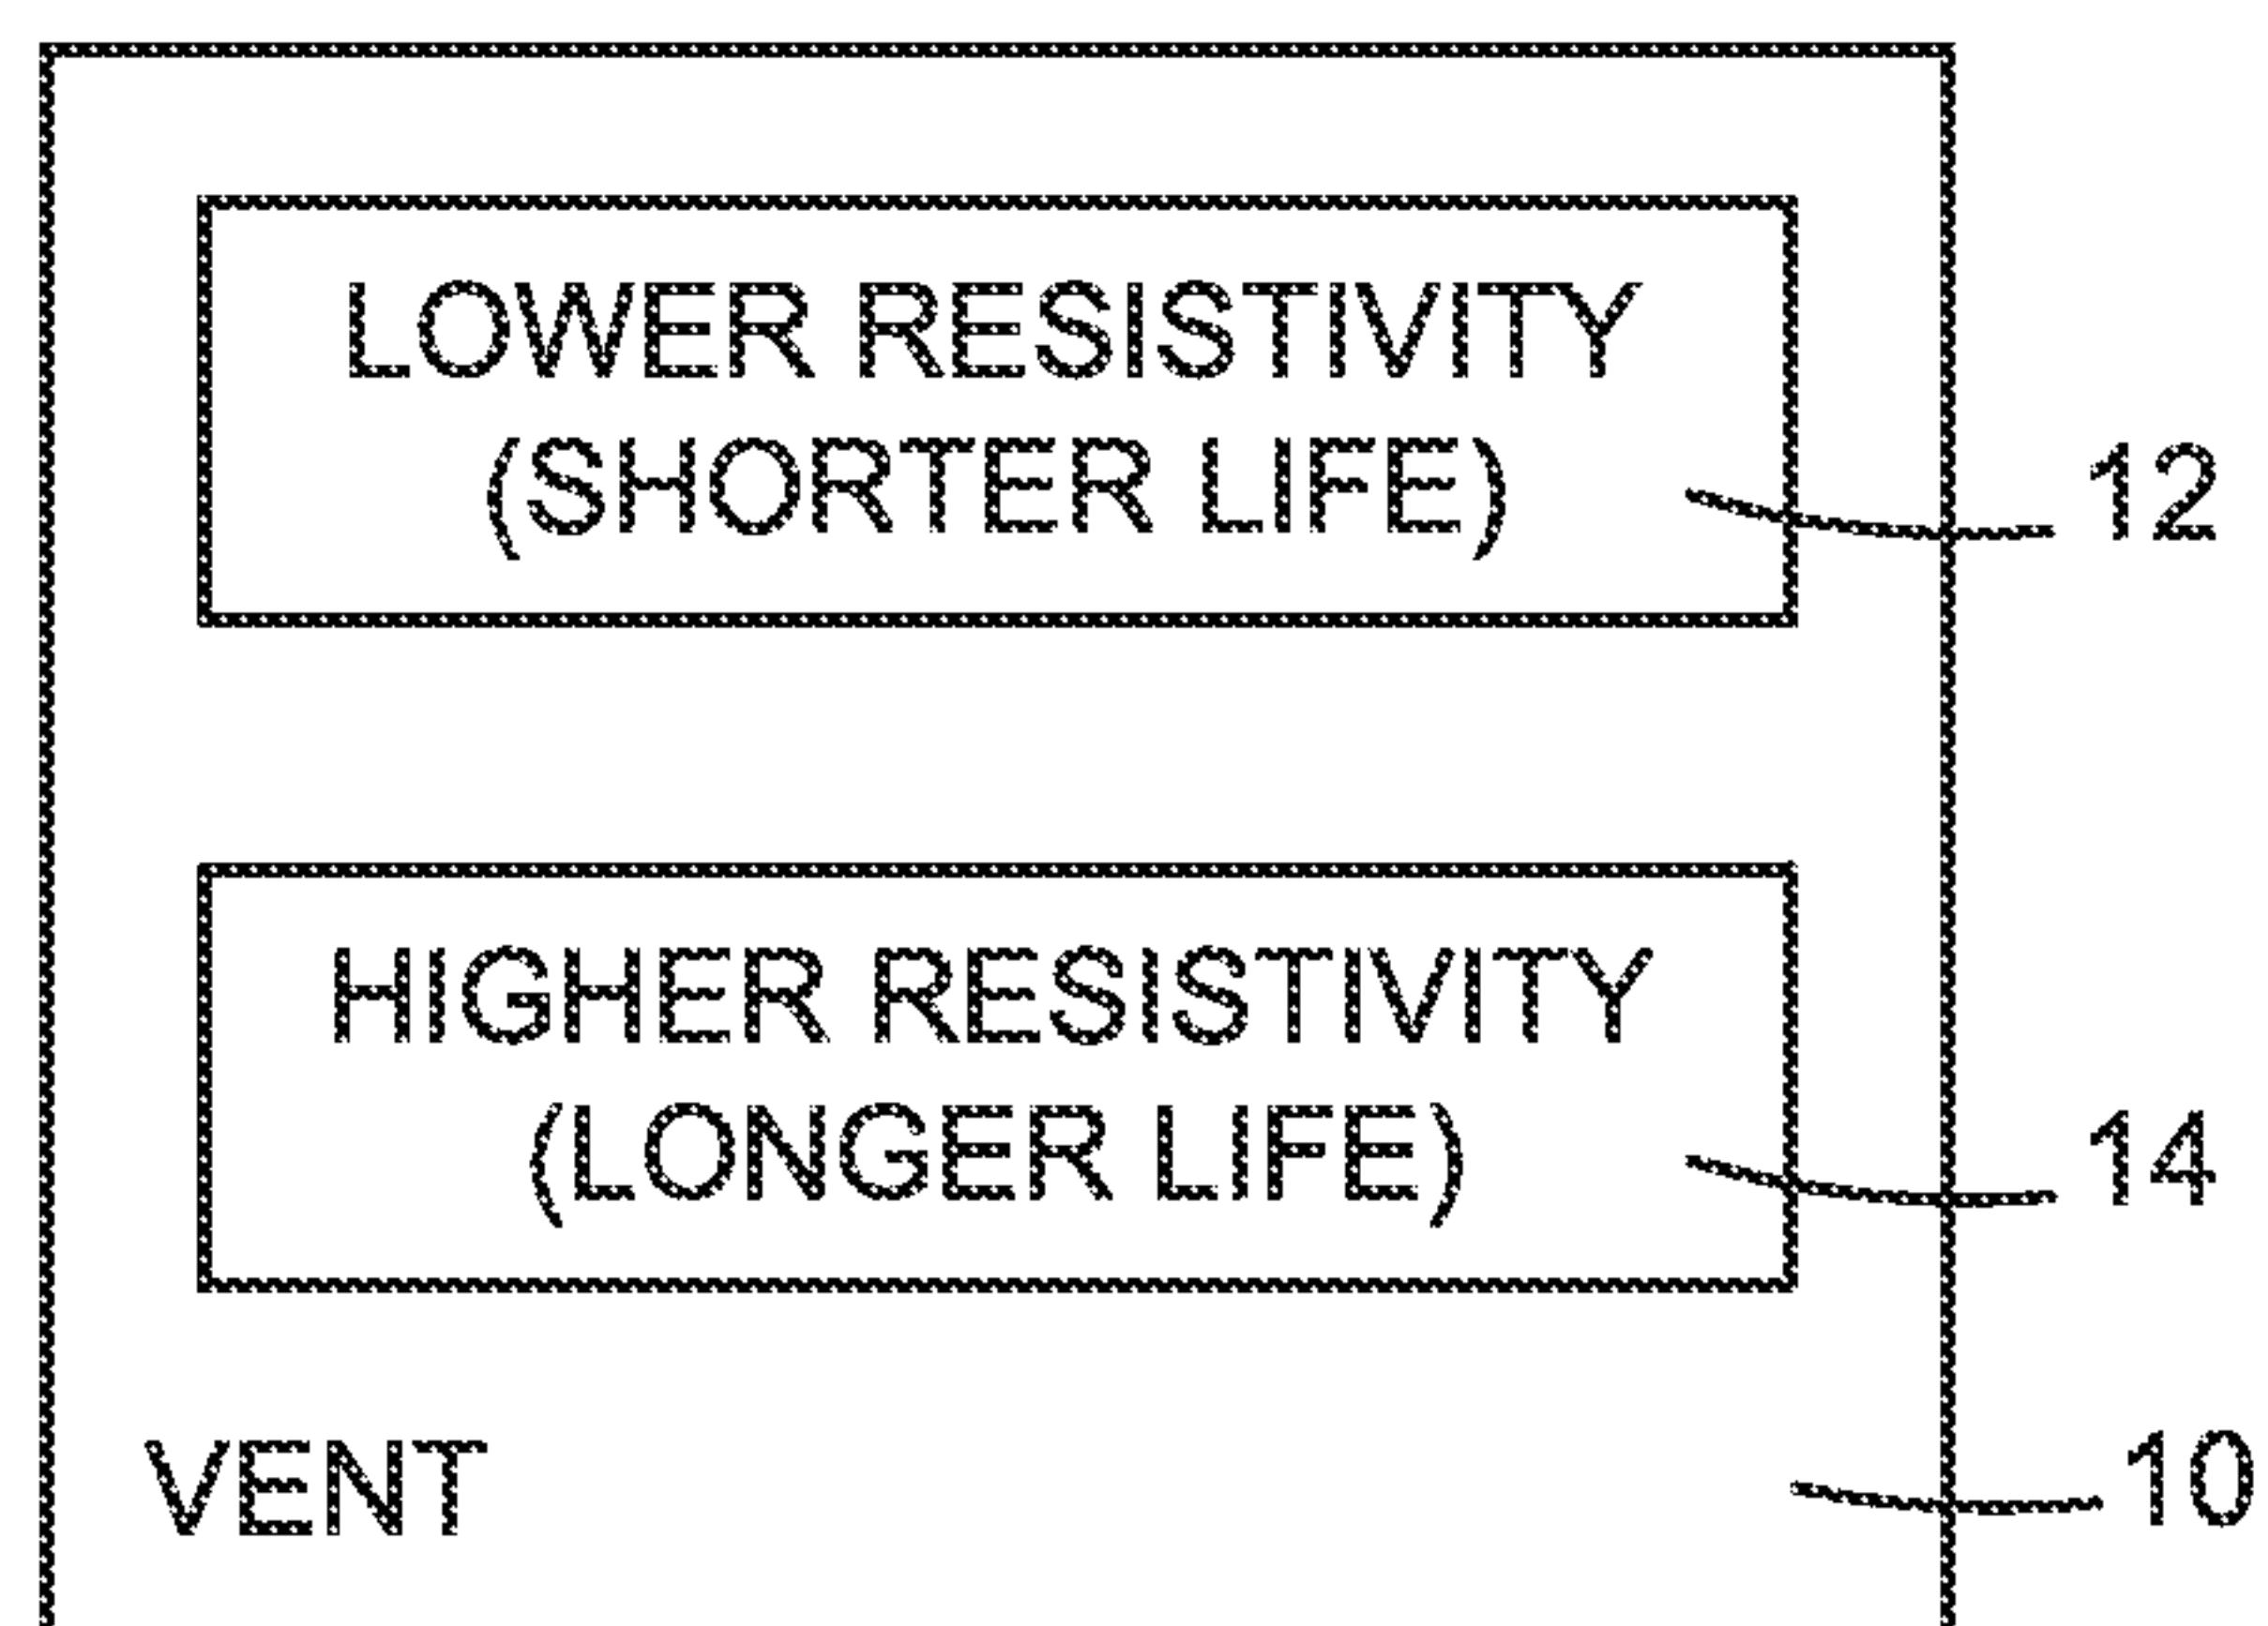 LOWER RESISTIVITY
(SHORTER LIFE)
12
HIGHER RESISTIVITY
(LONGER LIFE)
14
VENT
10